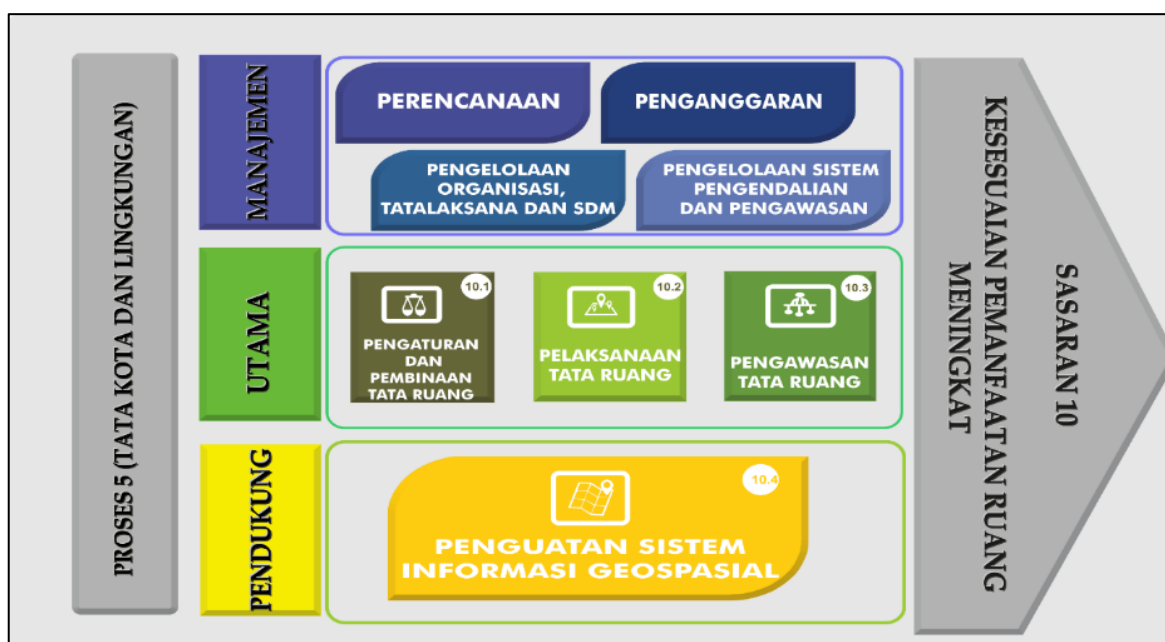 PROSES 5 (TATA KOTA DAN LINGKUNGAN)
MANAJEMEN
PERENCANAAN
PENGANGGARAN
PENGELOLAAN
ORGANISASI,
TATALAKSANA DAN SDM
PENGELOLAAN SISTEM
PENGENDALIAN
DAN PENGAWASAN
UTAMA
10.1
PENGATURAN
DAN
PEMBINAAN
TATA RUANG
10.2
PELAKSANAAN
TATA RUANG
10.3
PENGAWASAN
TATA RUANG
PENDUKUNG
10.4
PENGUATAN SISTEM
INFORMASI GEOSPASIAL
SASARAN 10
KESESUAIAN PEMANFAATAN RUANG
MENINGKAT